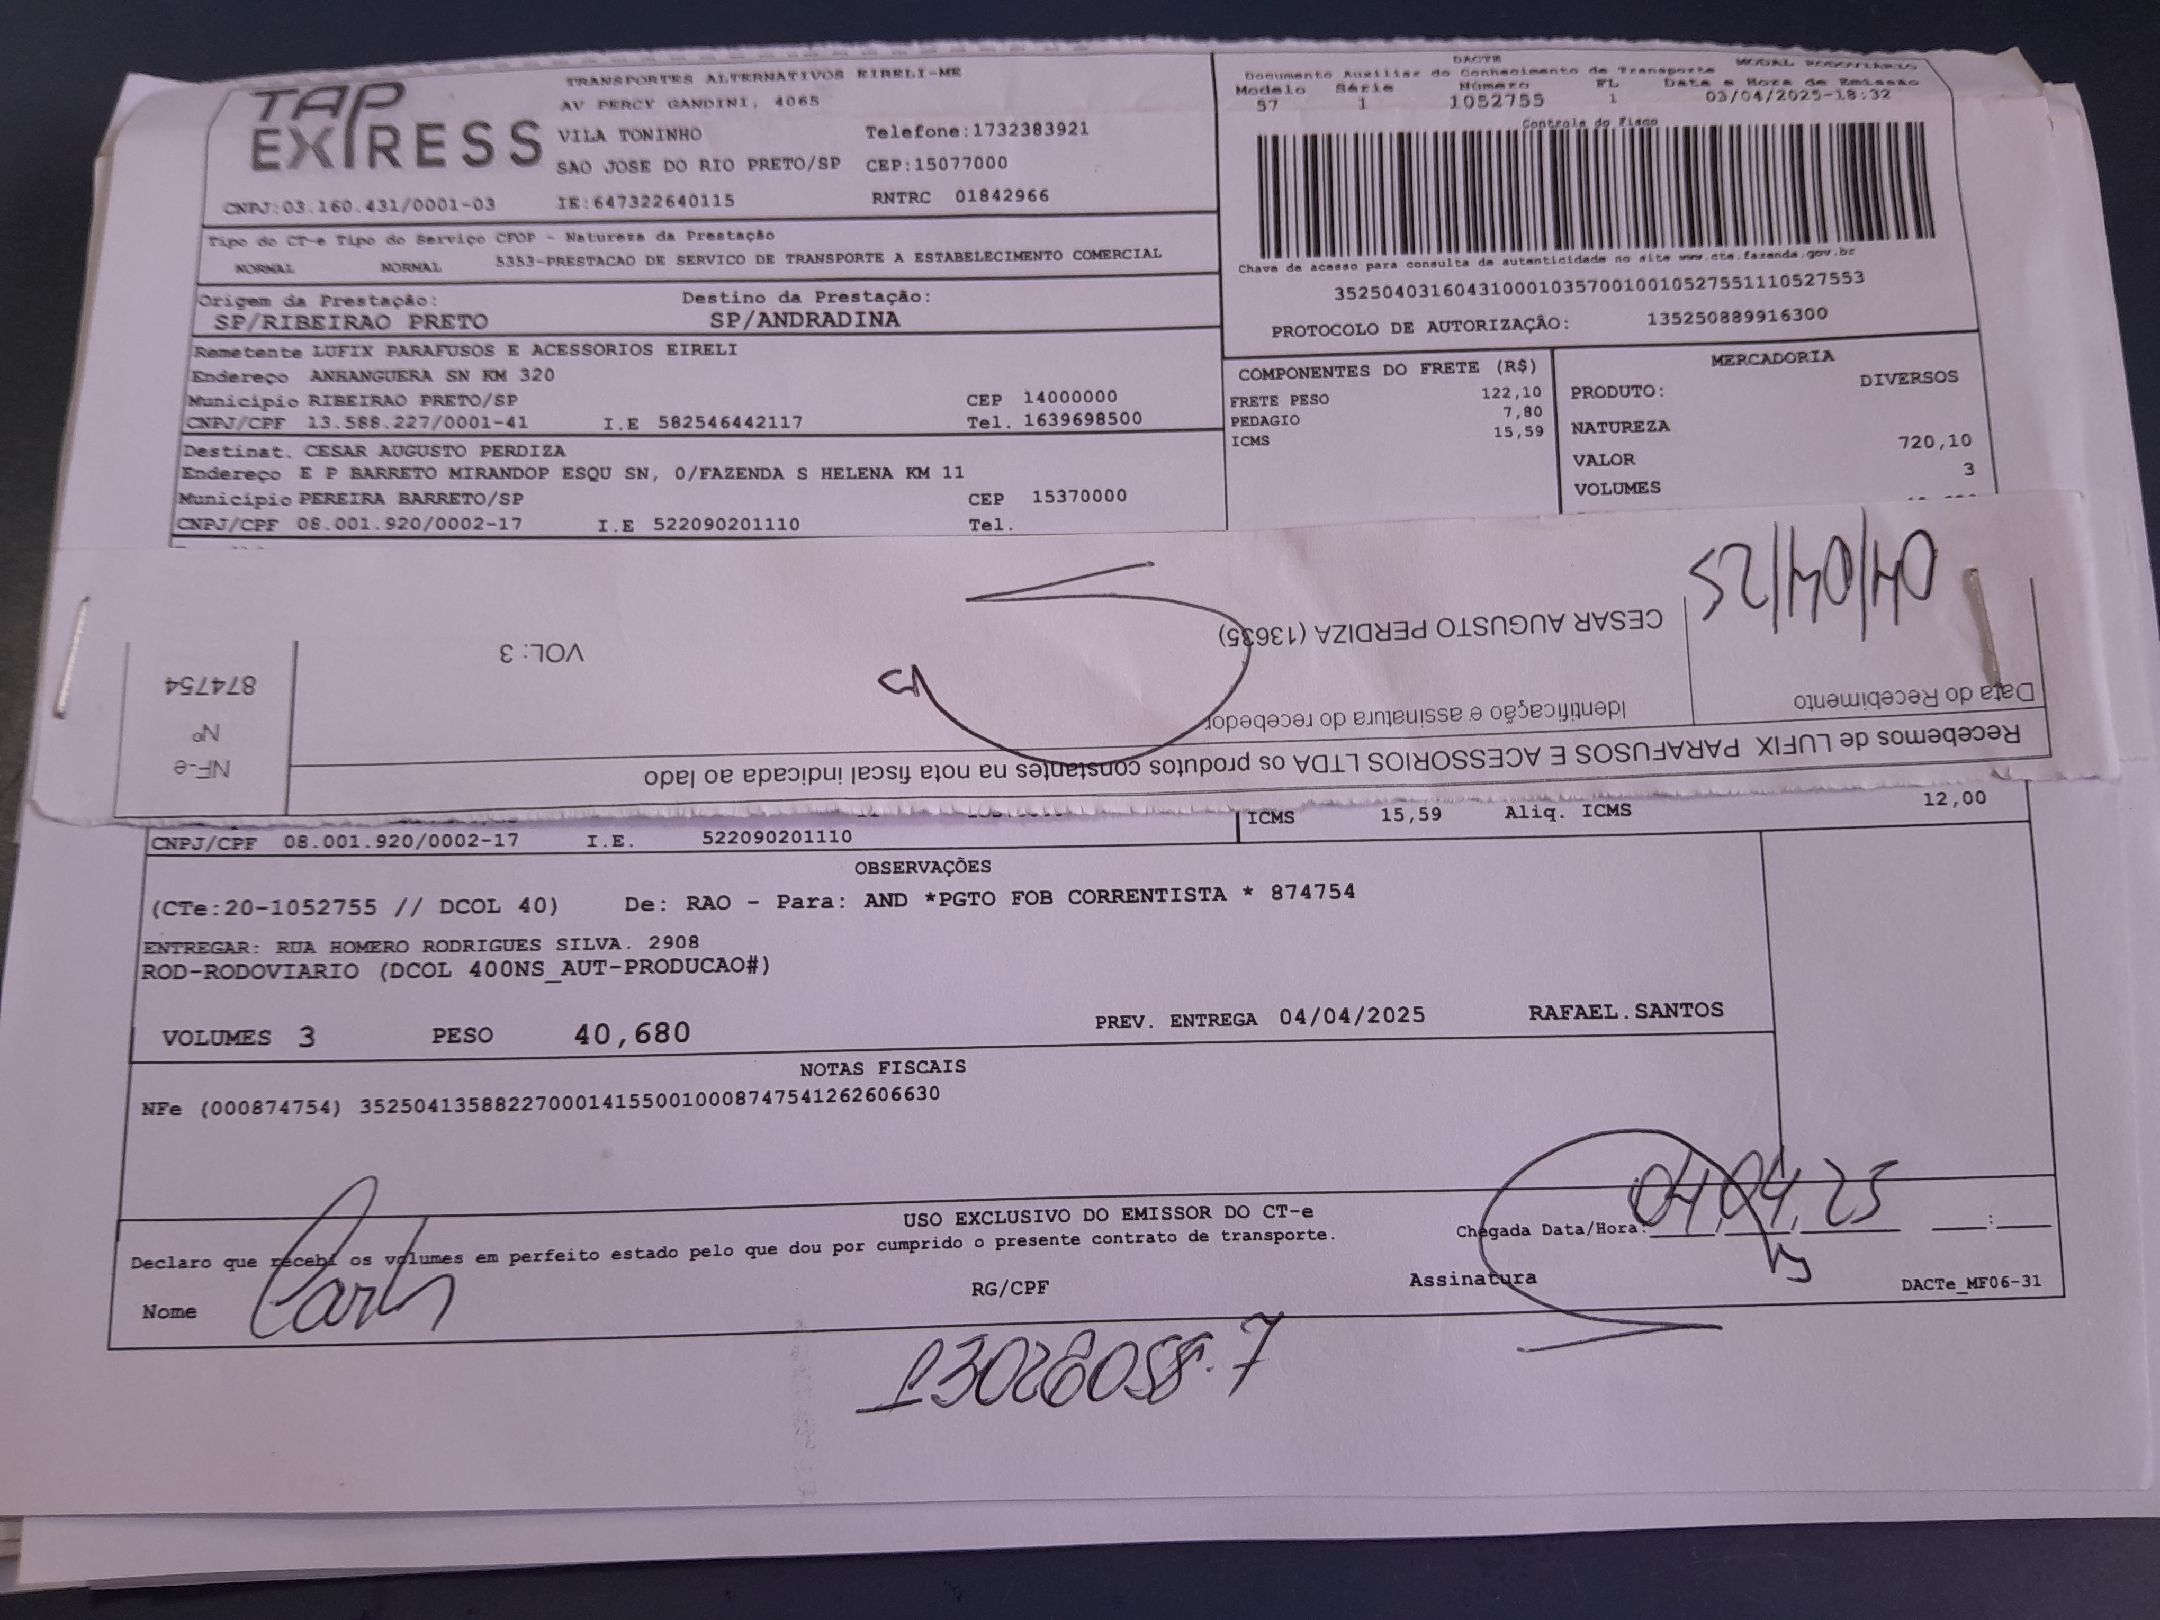 TAP EXPRESS
TRANSPORTES ALTERNATIVOS EIRELI-ME
AV PERCY GANDINI, 4065
VILA TONINHO Telefone:1732383921
SAO JOSE DO RIO PRETO/SP CEP:15077000
CNPJ:03.160.431/0001-03 IE:647322640115 RNTRC 01842966
DACTE MODAL RODOVIARIO
Documento Auxiliar do Conhecimento de Transporte
Modelo Série Número FL Data e Hora de Emissão
57 1 1052755 1 03/04/2025-18:32
Controle do Fisco
Chave de acesso para consulta de autenticidade no site www.cte.fazenda.gov.br
35250403160431000103570010010527551110527553
PROTOCOLO DE AUTORIZAÇÃO: 135250889916300
Tipo do CT-e Tipo do Serviço CFOP - Natureza da Prestação
NORMAL NORMAL 5353-PRESTACAO DE SERVICO DE TRANSPORTE A ESTABELECIMENTO COMERCIAL
Origem da Prestação: Destino da Prestação:
SP/RIBEIRAO PRETO SP/ANDRADINA
Remetente LUFIX PARAFUSOS E ACESSORIOS EIRELI
Endereço ANHANGUERA SN KM 320
Município RIBEIRAO PRETO/SP CEP 14000000
CNPJ/CPF 13.588.227/0001-41 I.E 582546442117 Tel. 1639698500
Destinat. CESAR AUGUSTO PERDIZA
Endereço E P BARRETO MIRANDOP ESQU SN, 0/FAZENDA S HELENA KM 11
Município PEREIRA BARRETO/SP CEP 15370000
CNPJ/CPF 08.001.920/0002-17 I.E 522090201110 Tel.
COMPONENTES DO FRETE (R$)
FRETE PESO 122,10
PEDAGIO 7,80
ICMS 15,59
MERCADORIA
PRODUTO: DIVERSOS
NATUREZA
VALOR 720,10
VOLUMES 3
Recebemos de LUFIX PARAFUSOS E ACESSORIOS LTDA os produtos constantes na nota fiscal indicada ao lado
Data do Recebimento
04/04/25
Identificação e assinatura do recebedor
CESAR AUGUSTO PERDIZA (13635)
VOL: 3
NF-e
Nº
874754
ICMS 15,59 Aliq. ICMS 12,00
CNPJ/CPF 08.001.920/0002-17 I.E. 522090201110
OBSERVAÇÕES
(CTe:20-1052755 // DCOL 40) De: RAO - Para: AND *PGTO FOB CORRENTISTA * 874754
ENTREGAR: RUA HOMERO RODRIGUES SILVA. 2908
ROD-RODOVIARIO (DCOL 400NS_AUT-PRODUCAO#)
VOLUMES 3 PESO 40,680 PREV. ENTREGA 04/04/2025 RAFAEL.SANTOS
NOTAS FISCAIS
NFe (000874754) 35250413588227000141550010008747541262606630
USO EXCLUSIVO DO EMISSOR DO CT-e
Declaro que recebi os volumes em perfeito estado pelo que dou por cumprido o presente contrato de transporte.
Chegada Data/Hora: 04 04 25 :
Nome RG/CPF Assinatura DACTe_MF06-31